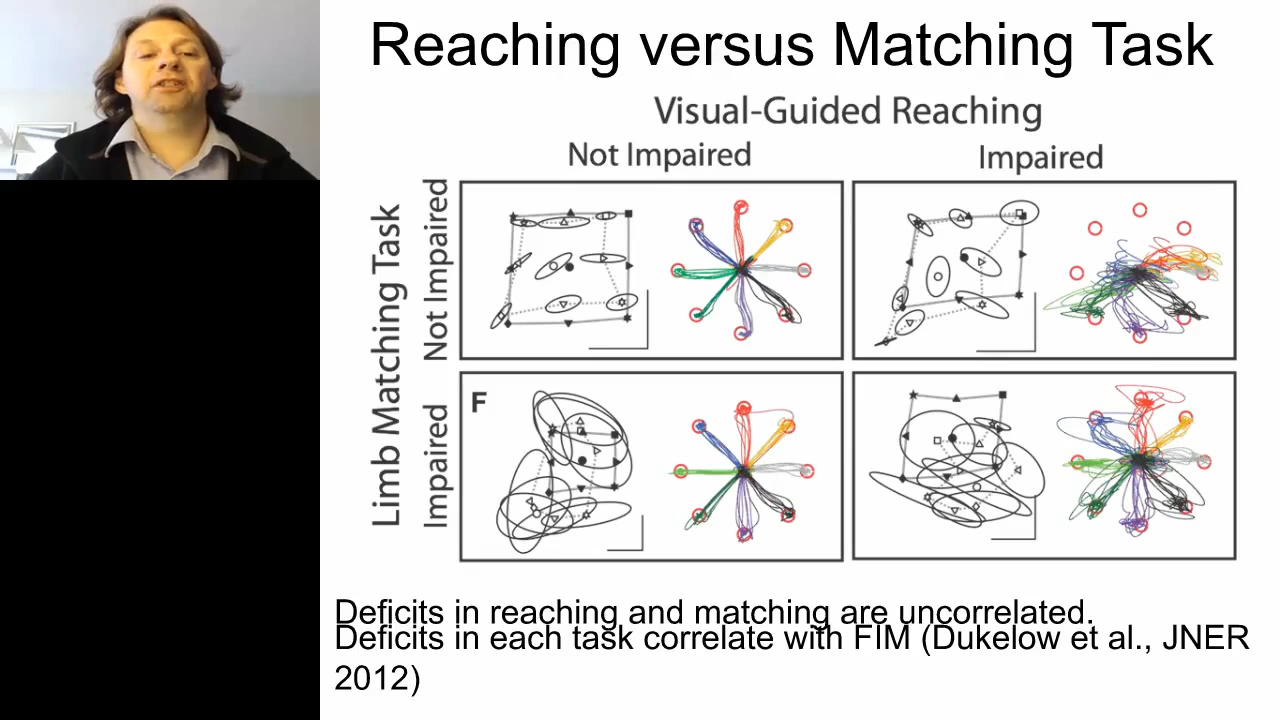 Reaching versus Matching Task
Visual-Guided Reaching
Not Impaired
Impaired
Limb Matching Task
Not Impaired
Impaired
F
Deficits in reaching and matching are uncorrelated.
Deficits in each task correlate with FIM (Dukelow et al., JNER
2012)